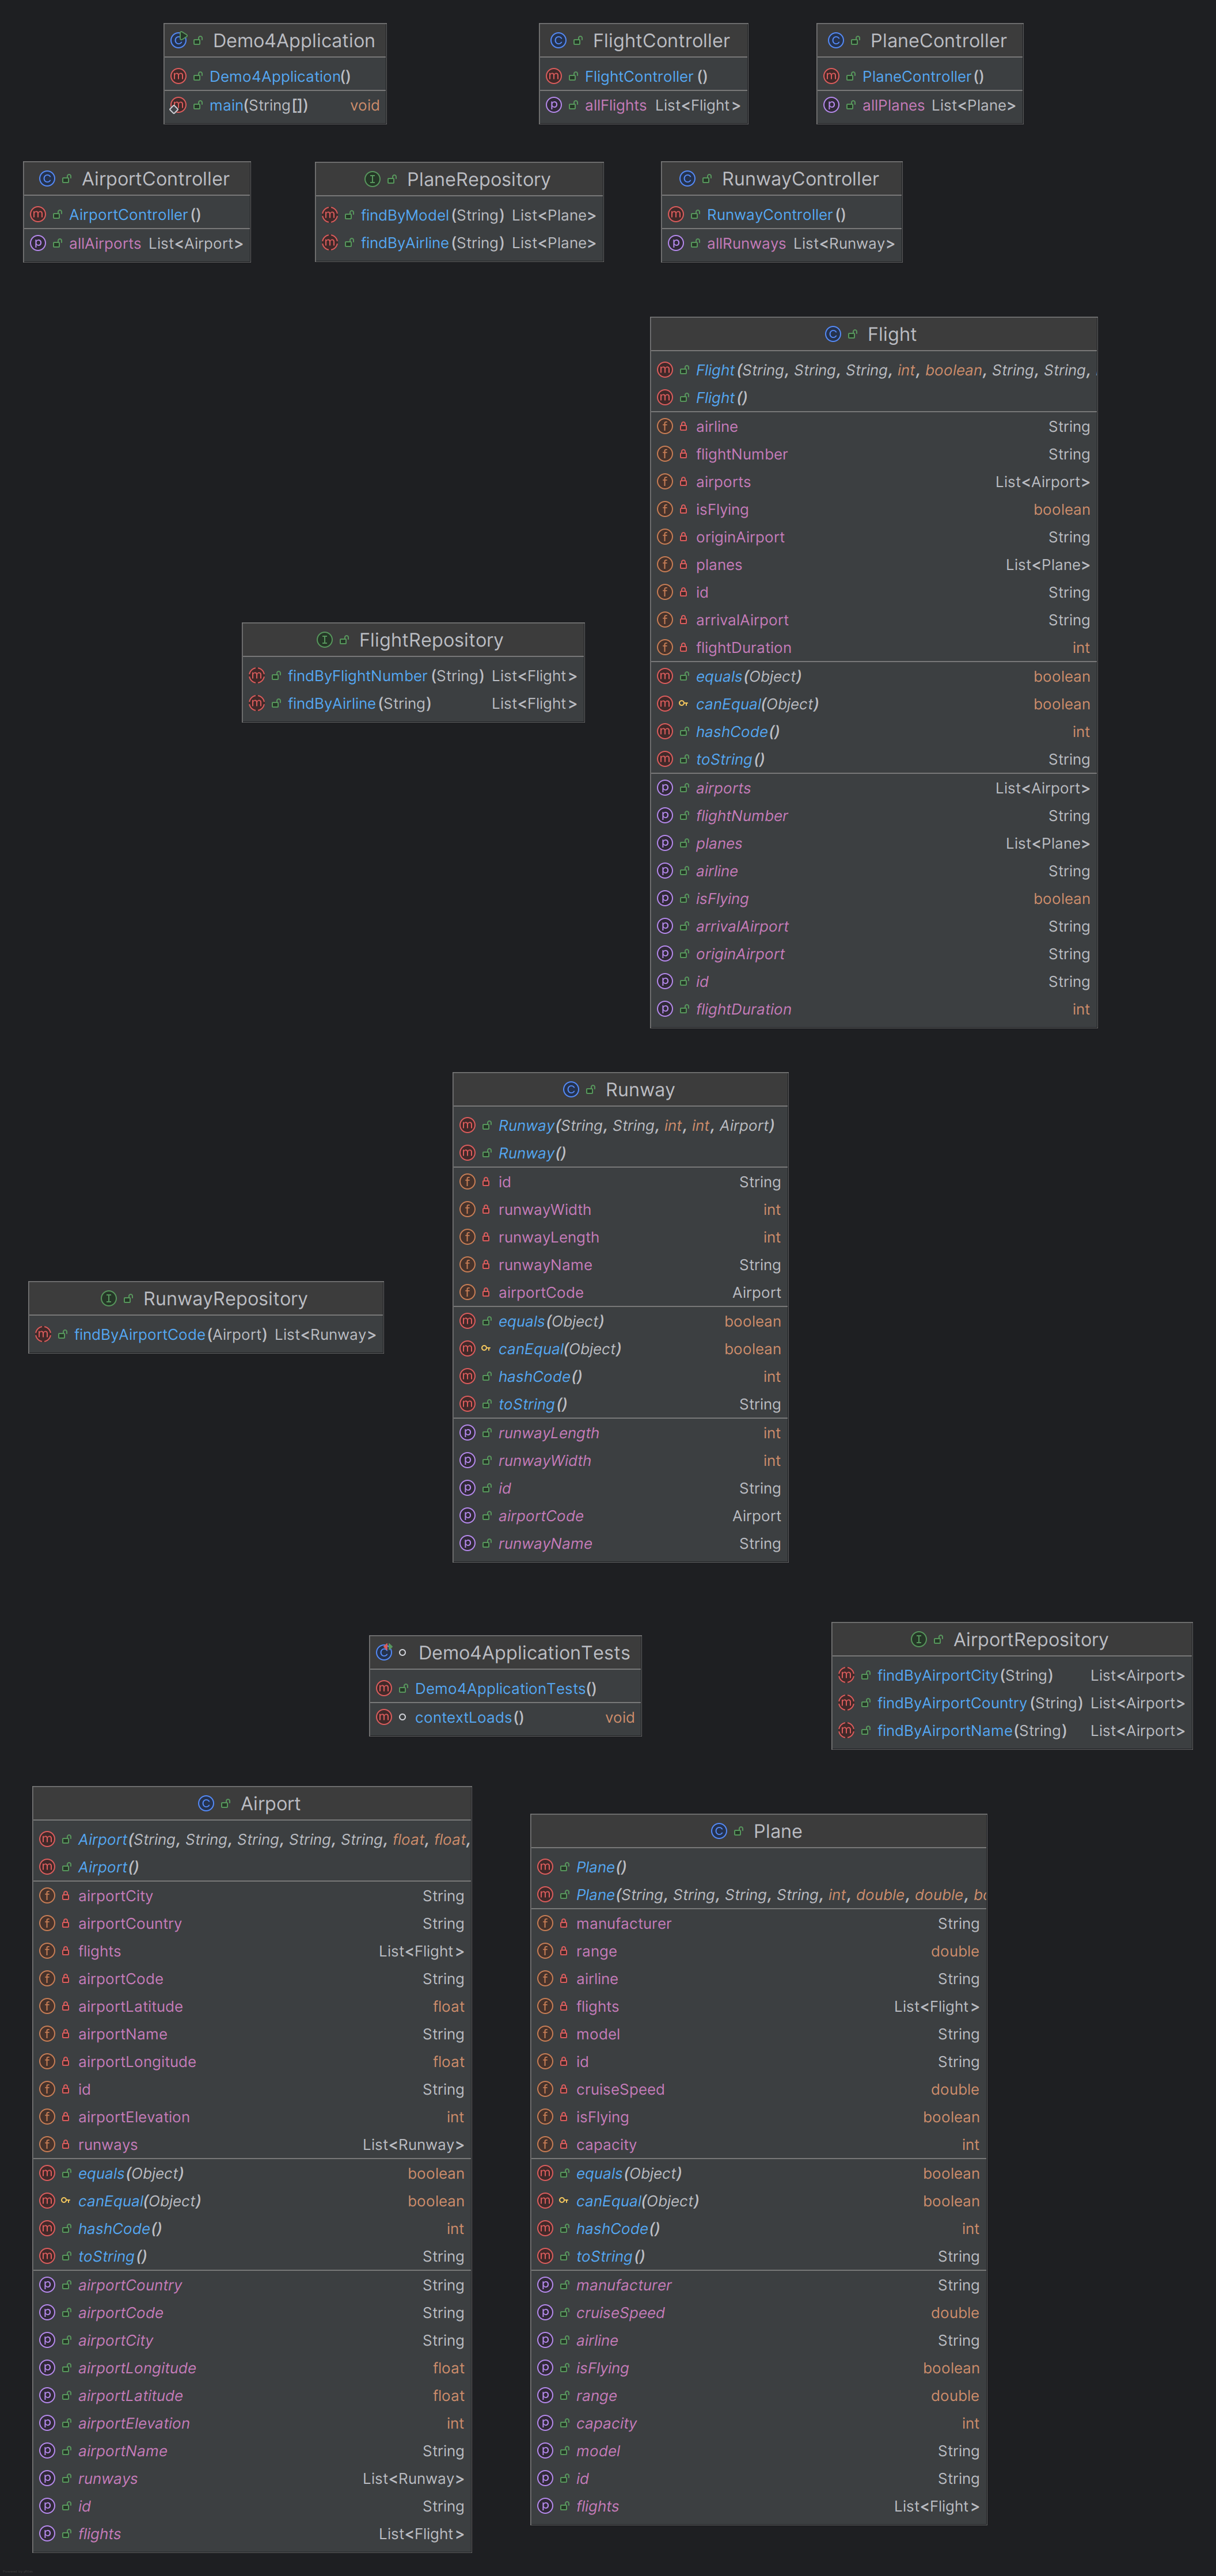 Demo4Application
Demo4Application()
main(String[]) void
FlightController
FlightController()
allFlights List<Flight>
PlaneController
PlaneController()
allPlanes List<Plane>
AirportController
AirportController()
allAirports List<Airport>
PlaneRepository
findByModel(String) List<Plane>
findByAirline(String) List<Plane>
RunwayController
RunwayController()
allRunways List<Runway>
Flight
Flight(String, String, String, int, boolean, String, String,
Flight()
airline String
flightNumber String
airports List<Airport>
isFlying boolean
originAirport String
planes List<Plane>
id String
arrivalAirport String
flightDuration int
equals(Object) boolean
canEqual(Object) boolean
hashCode() int
toString() String
airports List<Airport>
flightNumber String
planes List<Plane>
airline String
isFlying boolean
arrivalAirport String
originAirport String
id String
flightDuration int
FlightRepository
findByFlightNumber(String) List<Flight>
findByAirline(String) List<Flight>
Runway
Runway(String, String, int, int, Airport)
Runway()
id String
runwayWidth int
runwayLength int
runwayName String
airportCode Airport
equals(Object) boolean
canEqual(Object) boolean
hashCode() int
toString() String
runwayLength int
runwayWidth int
id String
airportCode Airport
runwayName String
RunwayRepository
findByAirportCode(Airport) List<Runway>
Demo4ApplicationTests
Demo4ApplicationTests()
contextLoads() void
AirportRepository
findByAirportCity(String) List<Airport>
findByAirportCountry(String) List<Airport>
findByAirportName(String) List<Airport>
Airport
Airport(String, String, String, String, String, float, float,
Airport()
airportCity String
airportCountry String
flights List<Flight>
airportCode String
airportLatitude float
airportName String
airportLongitude float
id String
airportElevation int
runways List<Runway>
equals(Object) boolean
canEqual(Object) boolean
hashCode() int
toString() String
airportCountry String
airportCode String
airportCity String
airportLongitude float
airportLatitude float
airportElevation int
airportName String
runways List<Runway>
id String
flights List<Flight>
Plane
Plane()
Plane(String, String, String, String, int, double, double,
manufacturer String
range double
airline String
flights List<Flight>
model String
id String
cruiseSpeed double
isFlying boolean
capacity int
equals(Object) boolean
canEqual(Object) boolean
hashCode() int
toString() String
manufacturer String
cruiseSpeed double
airline String
isFlying boolean
range double
capacity int
model String
id String
flights List<Flight>